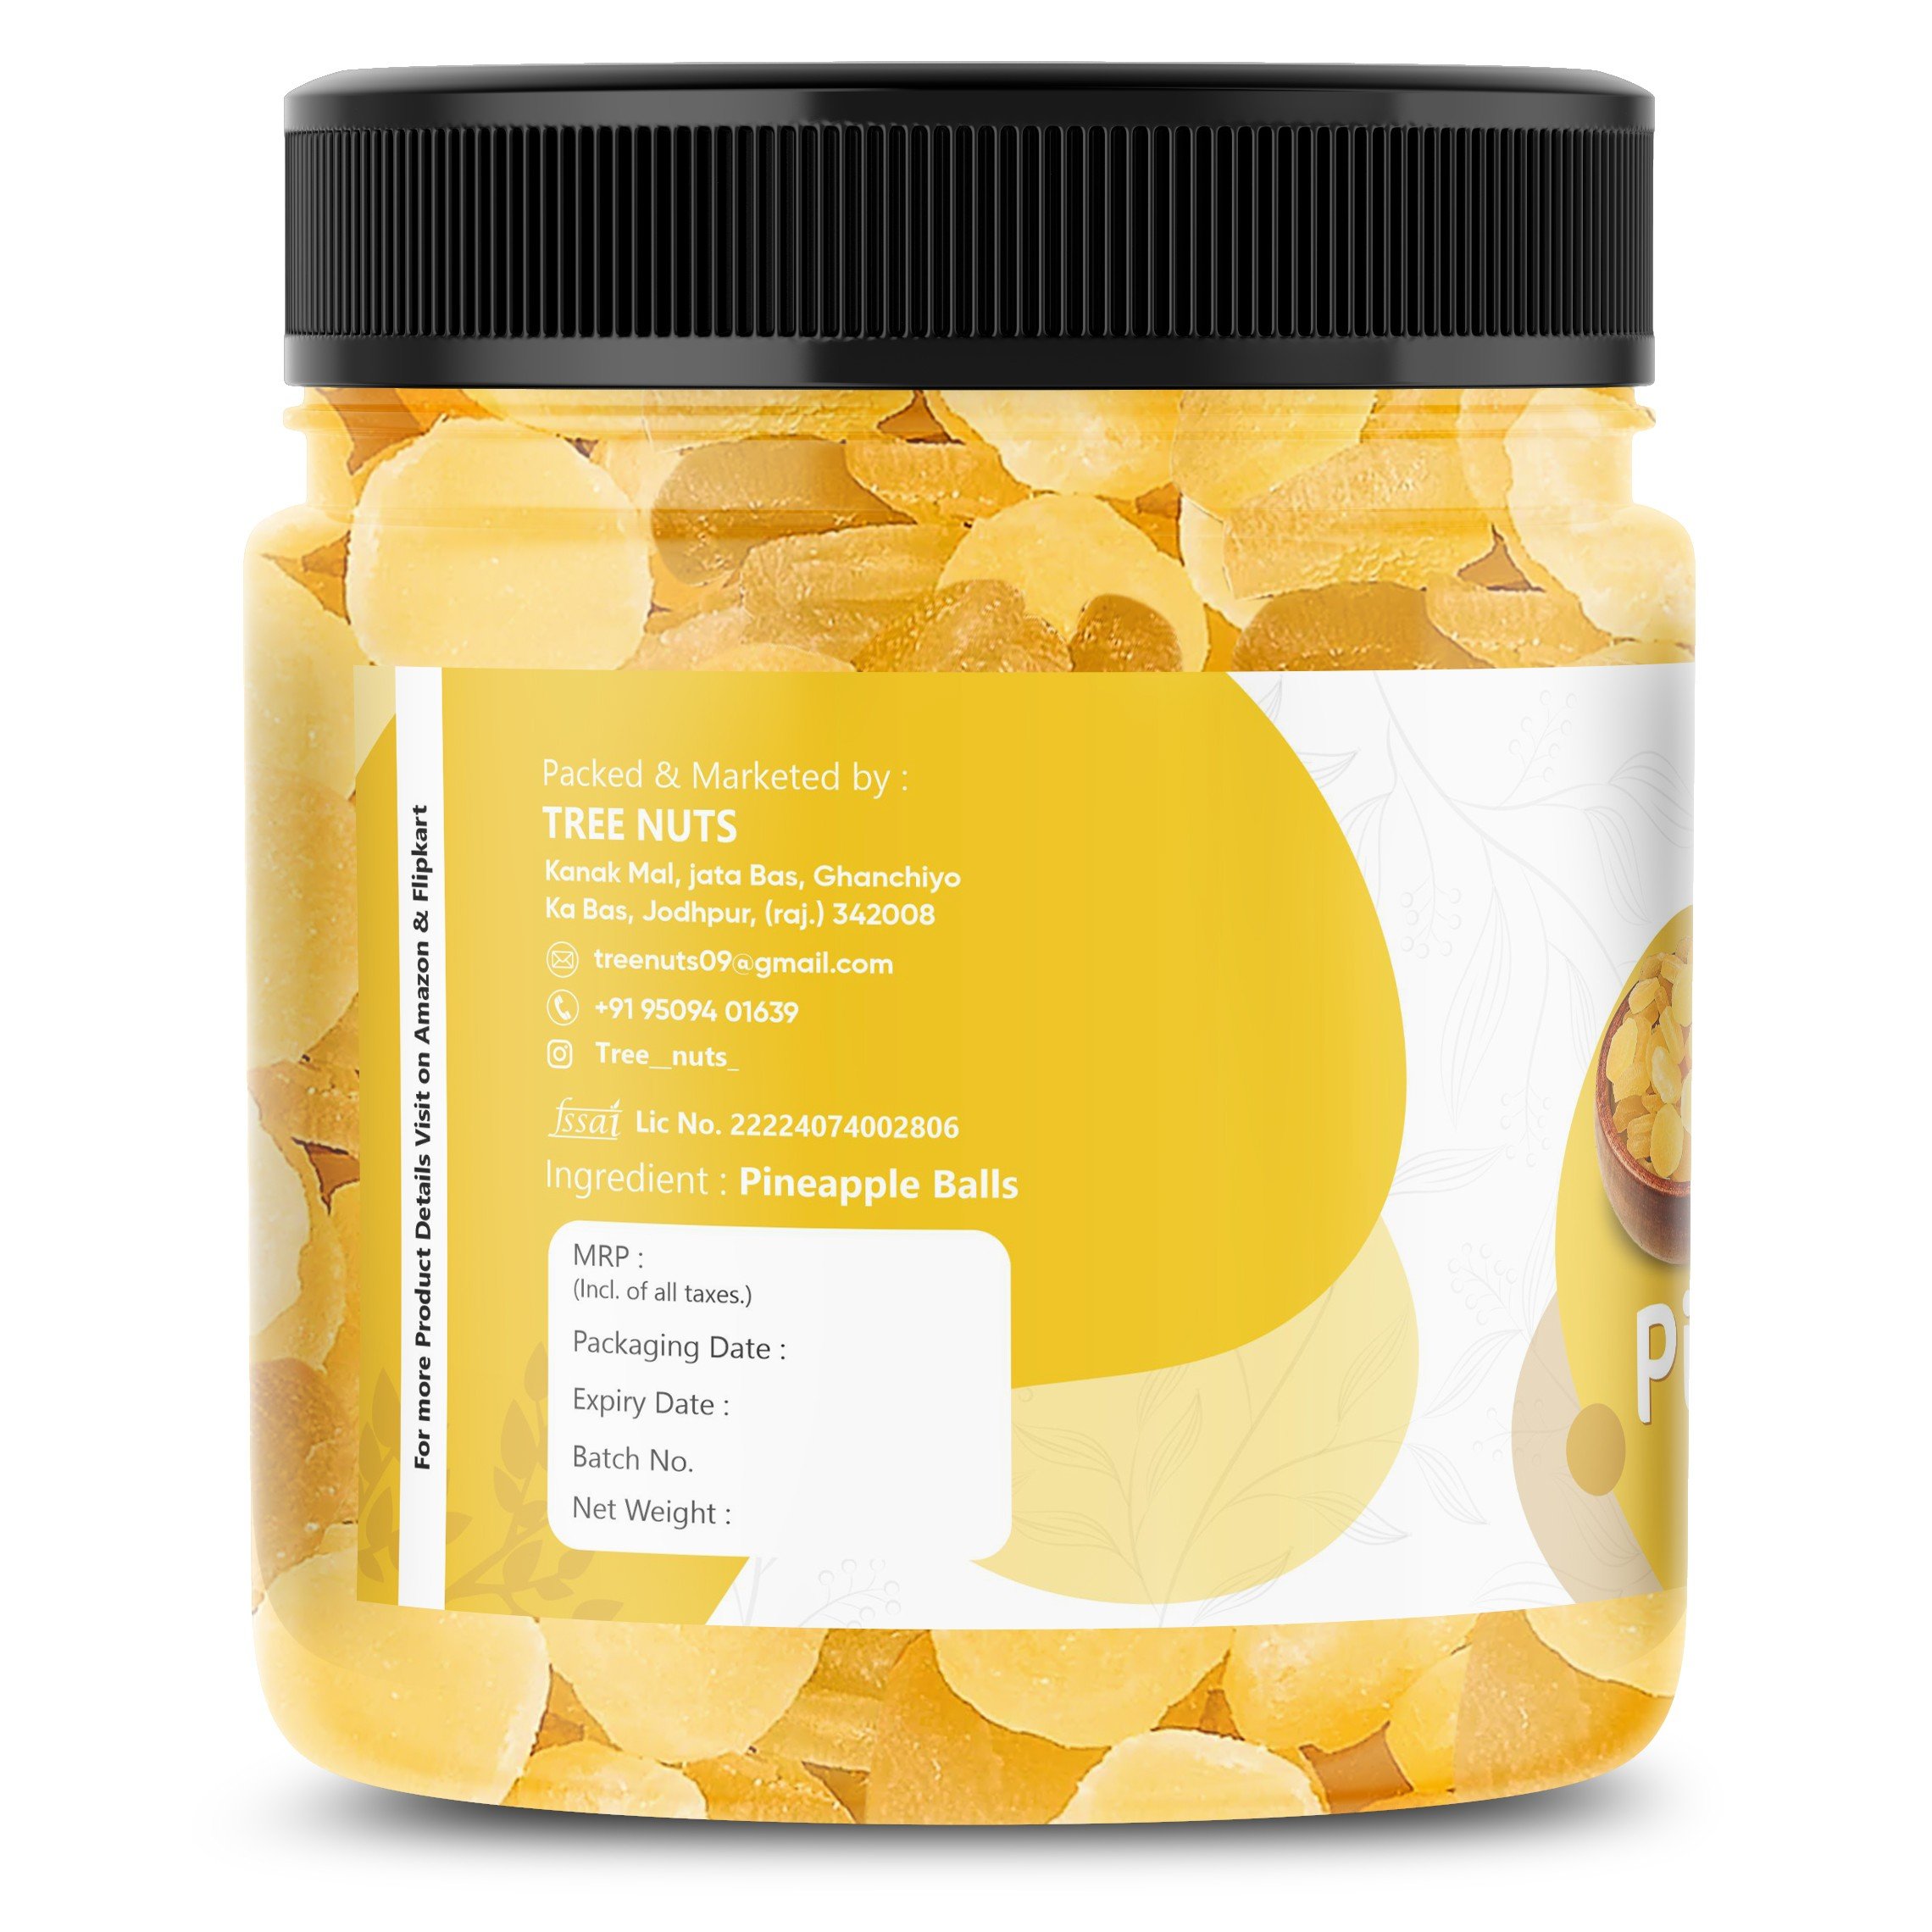 For more Product Details Visit on Amazon & Flipkart
Packed & Marketed by :
TREE NUTS
Kanak Mal, jata Bas, Ghanchiyo
Ka Bas, Jodhpur, (raj.) 342008
treenuts09@gmail.com
+91 95094 01639
Tree__nuts_
fssai Lic No. 22224074002806
Ingredient : Pineapple Balls
MRP :
(Incl. of all taxes.)
Packaging Date :
Expiry Date :
Batch No.
Net Weight :
Pi